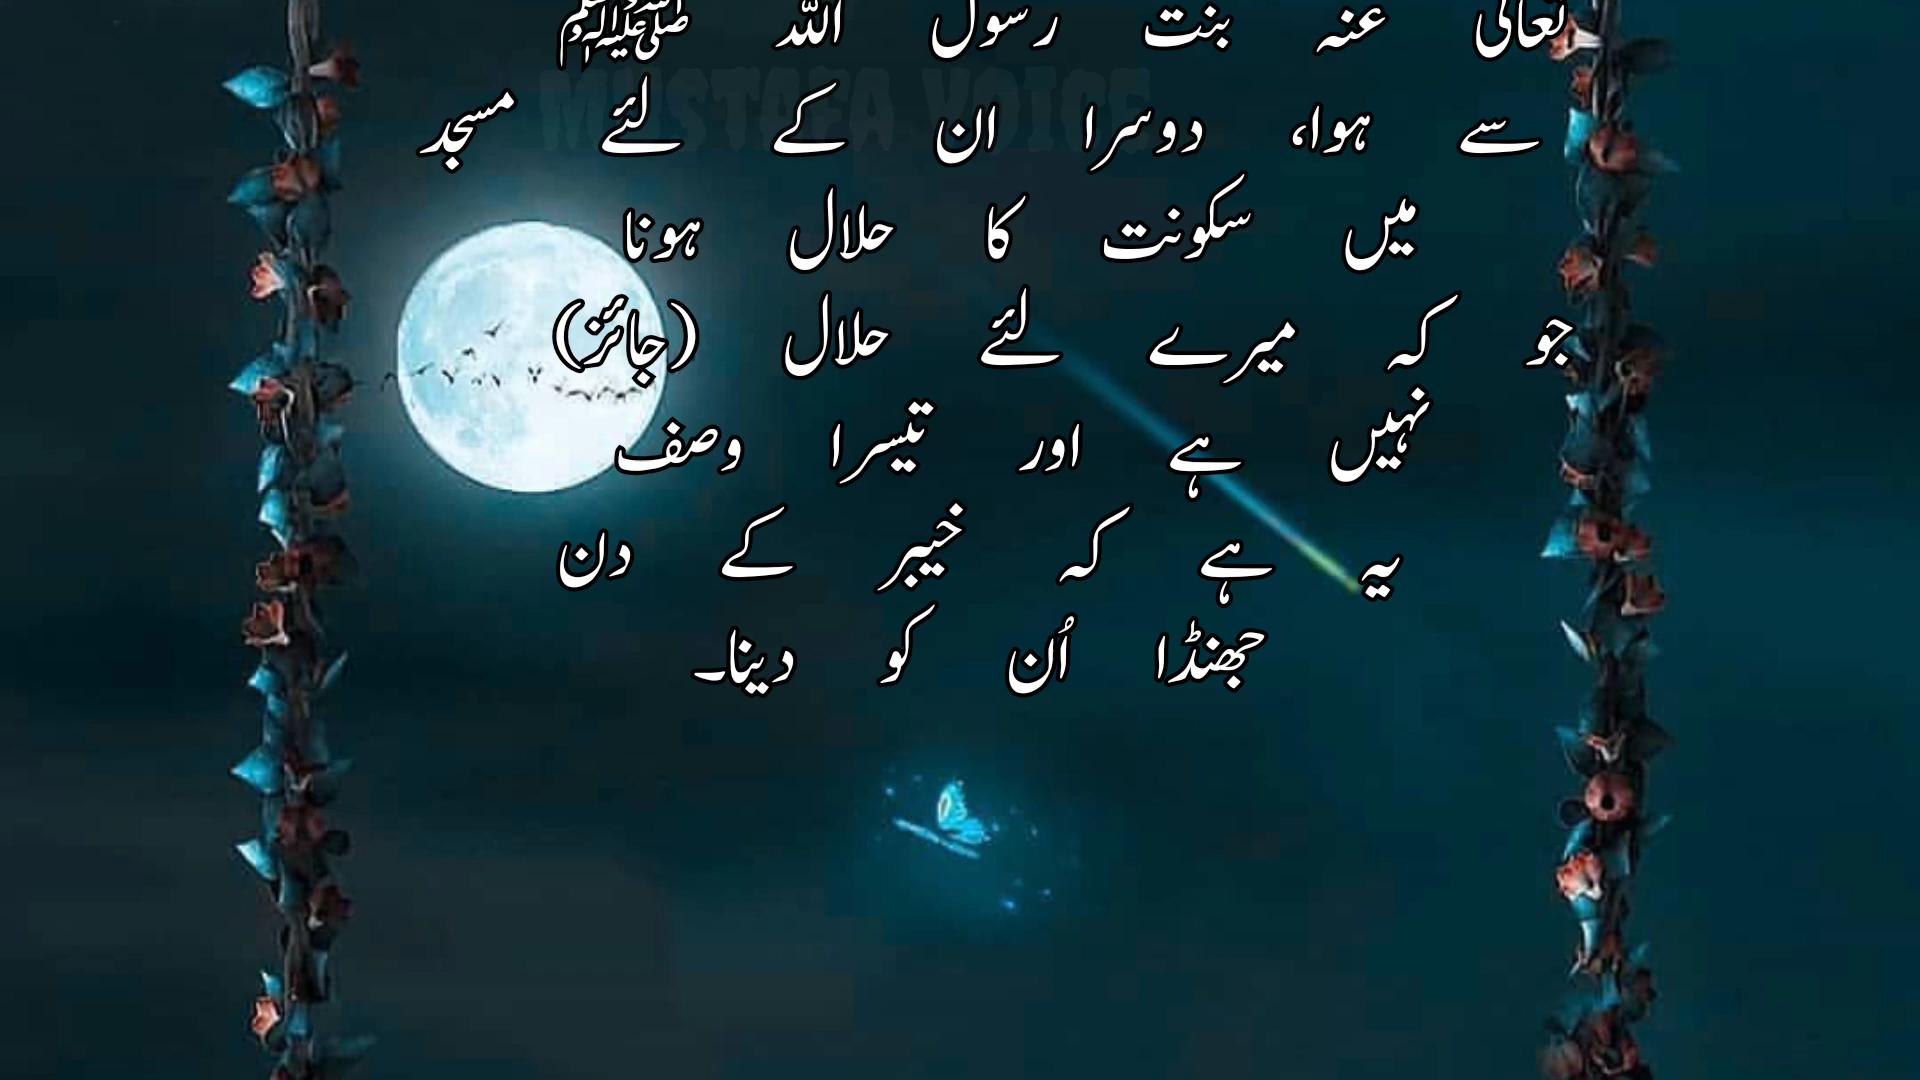 تعالی عنہ بنت رسول اللہ ﷺ
MUSTAFA VOICE
سے ہوا، دوسرا ان کے لئے مسجد
میں سکونت کا حلال ہونا
جو کہ میرے لئے حلال (جائز)
نہیں ہے اور تیسرا وصف
یہ ہے کہ خیبر کے دن
جھنڈا اُن کو دینا۔